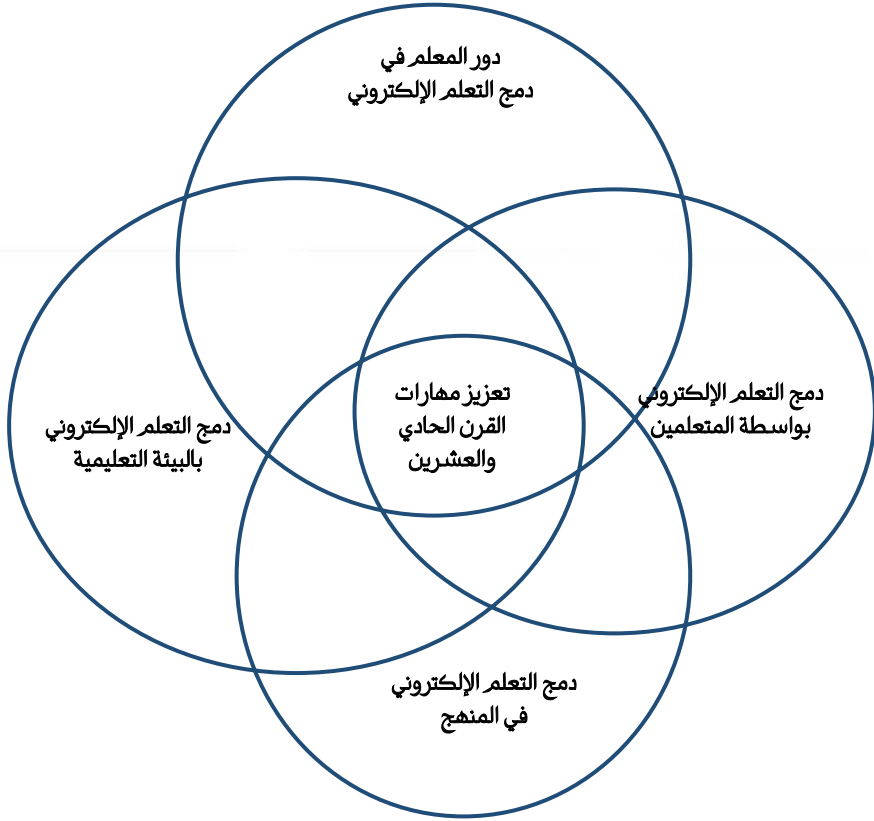 دور المعلم في
دمج التعلم الإلكتروني
دمج التعلم الإلكتروني
بواسطة المتعلمين
تعزيز مهارات
القرن الحادي
والعشرين
دمج التعلم الإلكتروني
بالبيئة التعليمية
دمج التعلم الإلكتروني
في المنهج